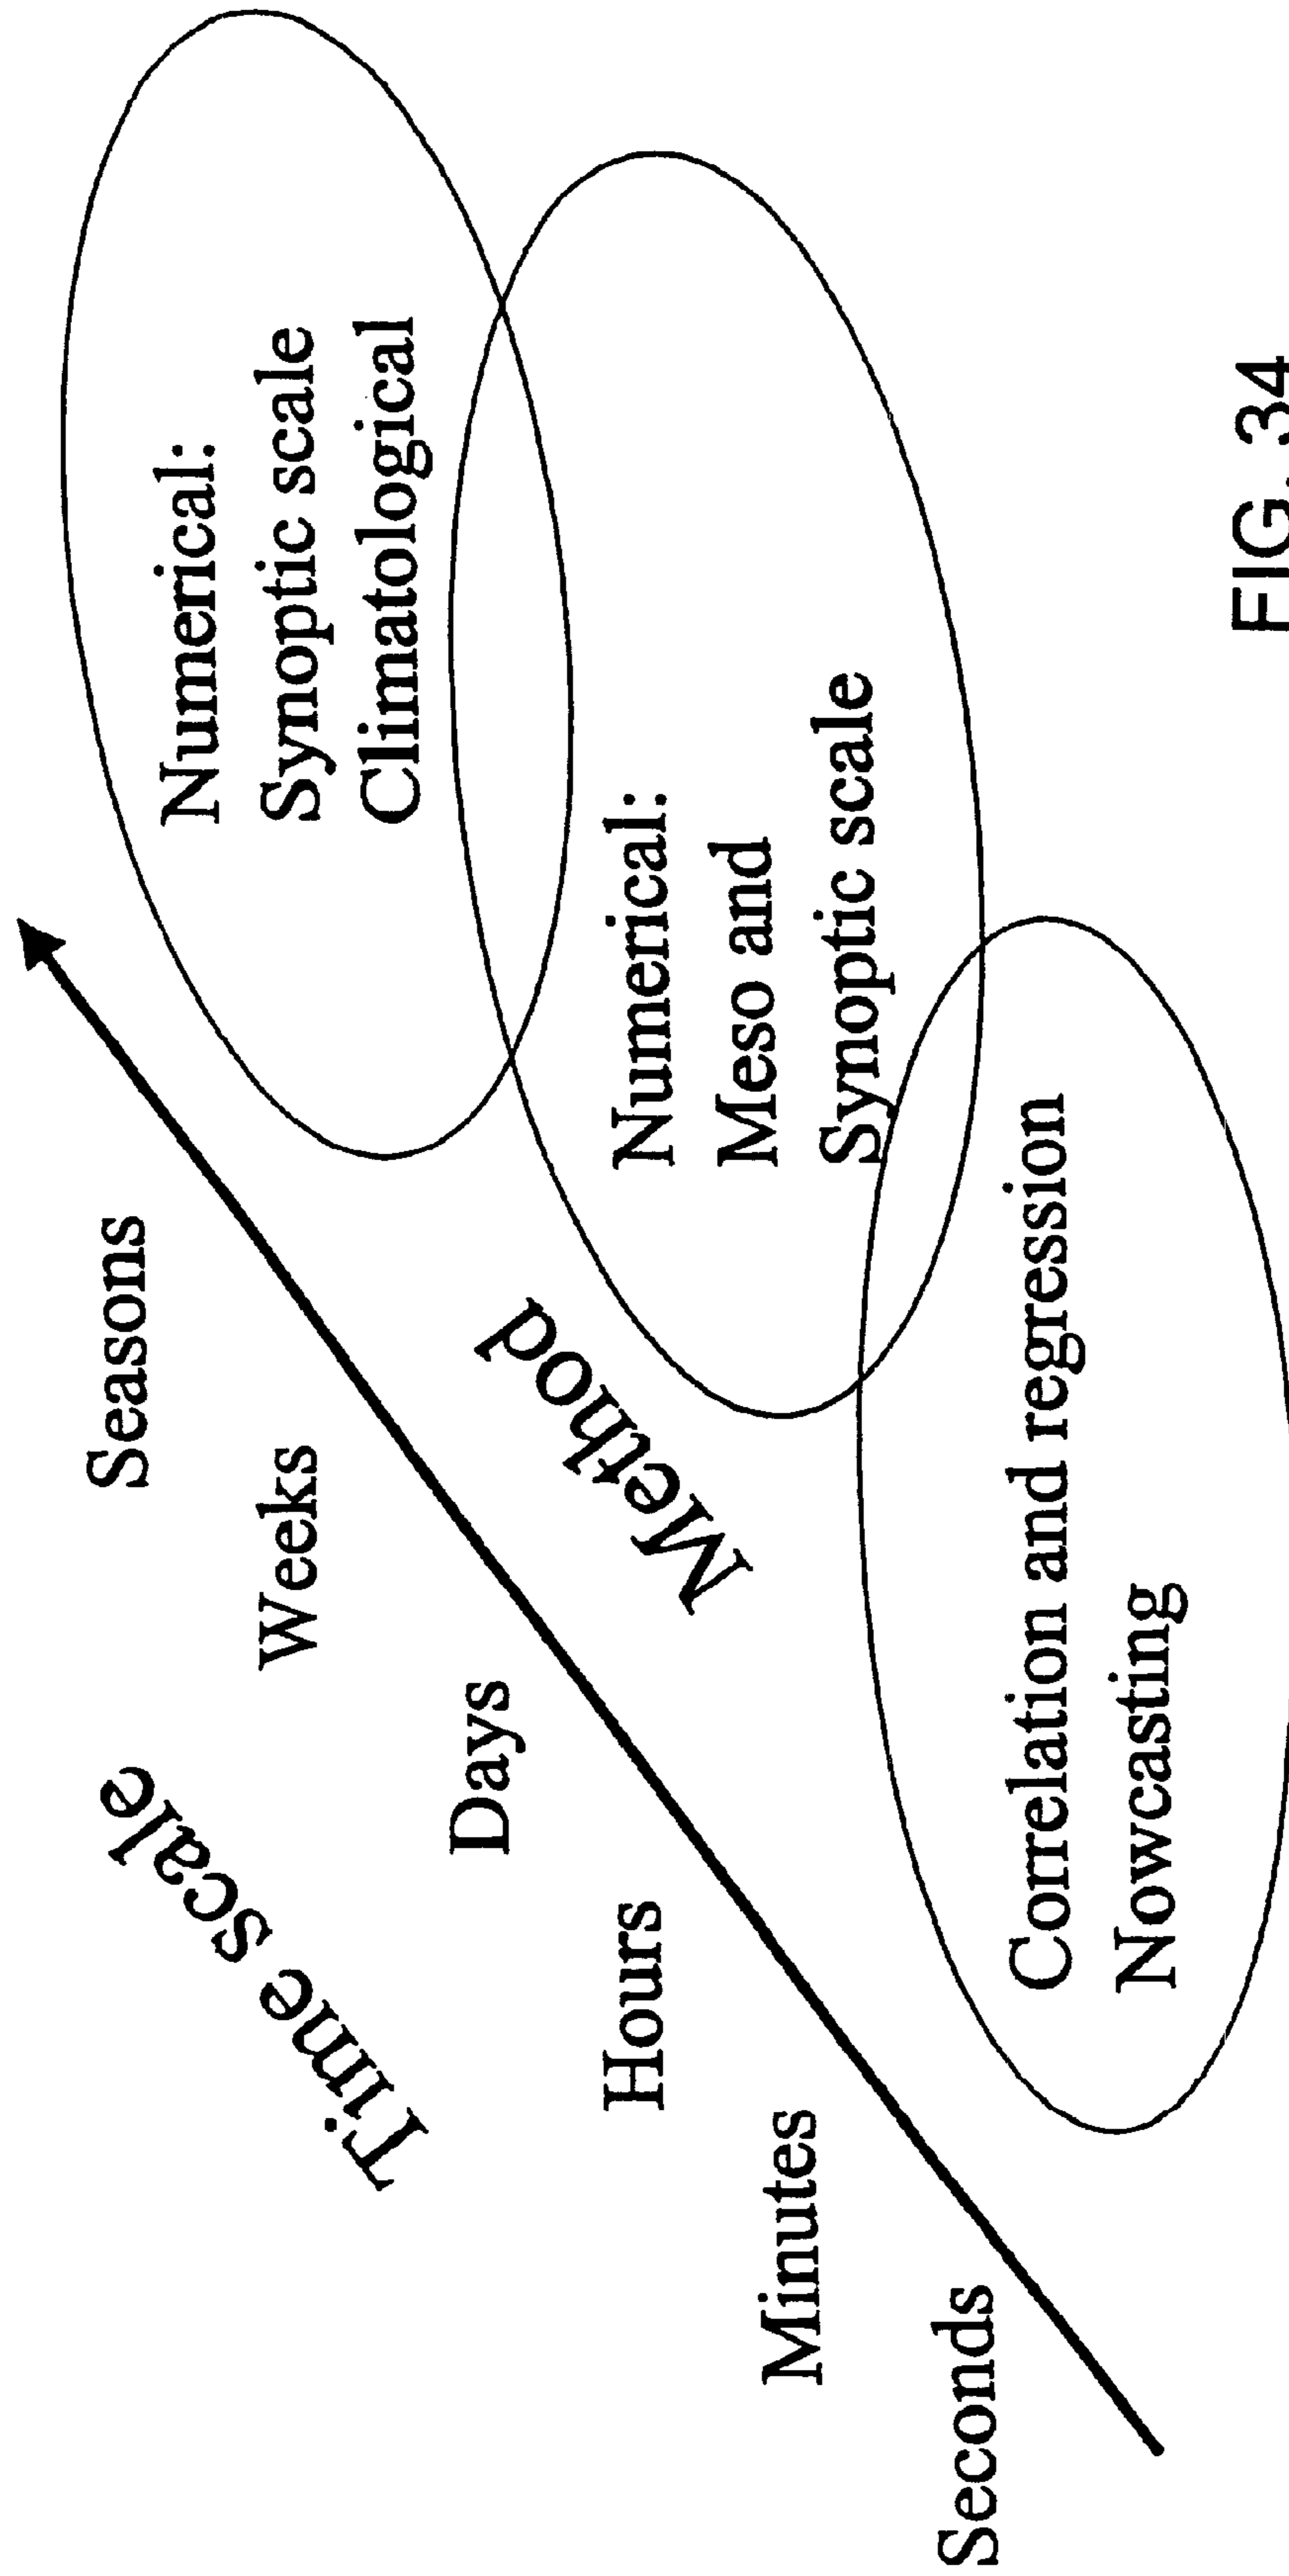 Time scale
Seasons
Weeks
Days
Hours
Minutes
Seconds
Method
Numerical:
Synoptic scale
Climatological
Numerical:
Meso and
Synoptic scale
Correlation and regression
Nowcasting
FIG. 34